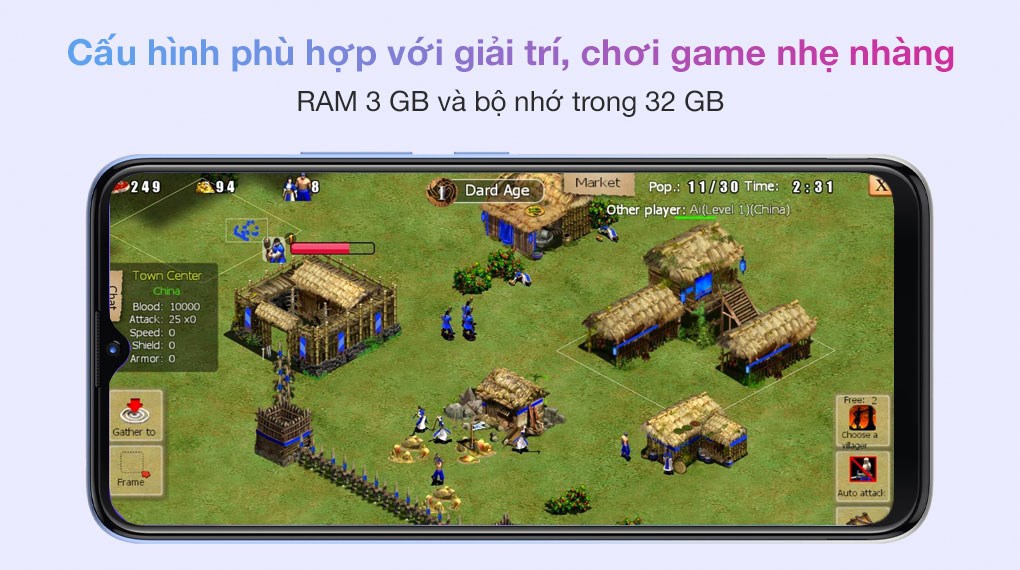 Cấu hình phù hợp với giải trí, chơi game nhẹ nhàng
RAM 3 GB và bộ nhớ trong 32 GB
249
94
8
1
Dard Age
Market
Pop.: 11/30 Time: 2:31
X
Other player: Ai(Level 1)(China)
Chat
Town Center
China
Blood: 10000
Attack: 25 x0
Speed: 0
Shield: 0
Armor: 0
Gather to
Frame
Free: 2
Choose a
villager
Auto attack